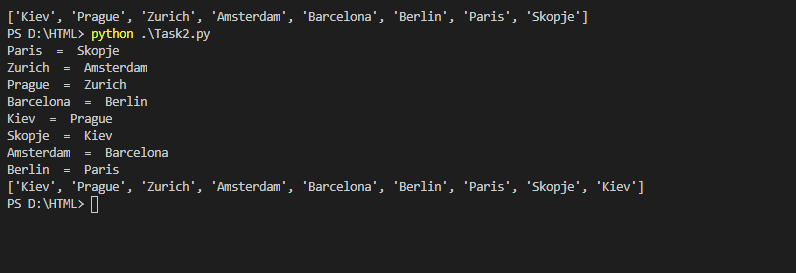 ['Kiev', 'Prague', 'Zurich', 'Amsterdam', 'Barcelona', 'Berlin', 'Paris', 'Skopje']
PS D:\HTML> python .\Task2.py
Paris  =  Skopje
Zurich  =  Amsterdam
Prague  =  Zurich
Barcelona  =  Berlin
Kiev  =  Prague
Skopje  =  Kiev
Amsterdam  =  Barcelona
Berlin  =  Paris
['Kiev', 'Prague', 'Zurich', 'Amsterdam', 'Barcelona', 'Berlin', 'Paris', 'Skopje', 'Kiev']
PS D:\HTML>